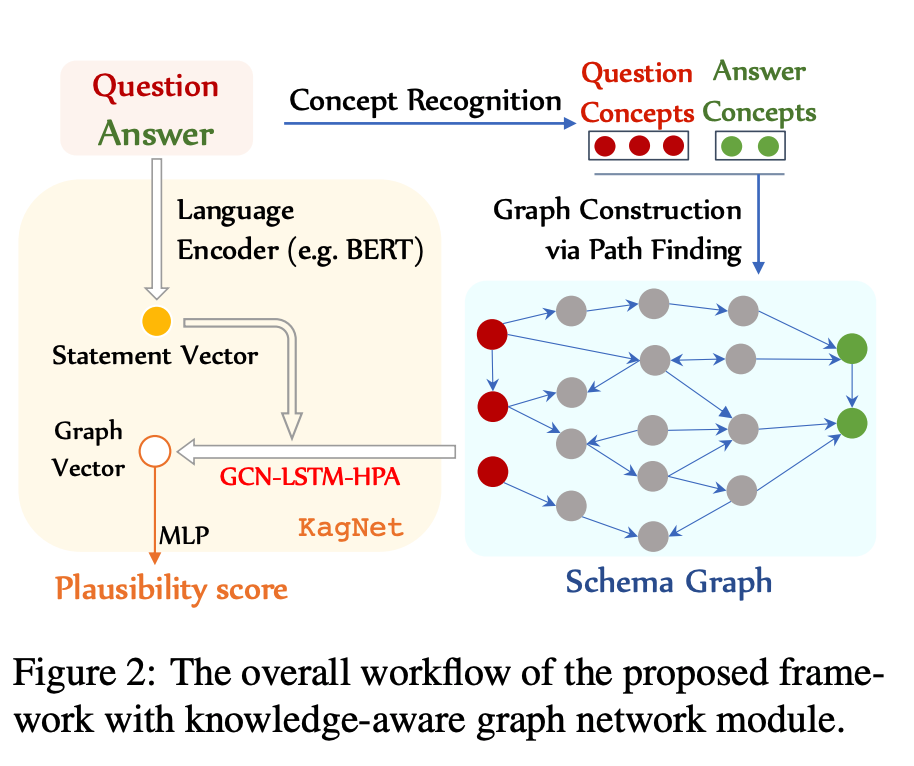 Question
Answer
Concept Recognition
Question
Concepts
Answer
Concepts
Language
Encoder (e.g. BERT)
Graph Construction
via Path Finding
Statement Vector
Graph
Vector
GCN-LSTM-HPA
KagNet
MLP
Plausibility score
Schema Graph
Figure 2: The overall workflow of the proposed frame-
work with knowledge-aware graph network module.